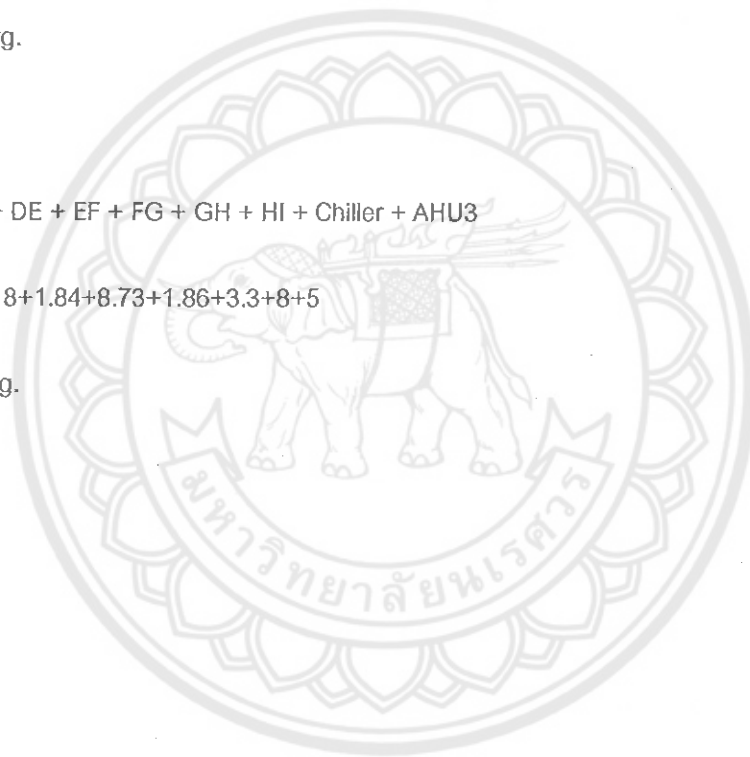 g.
DE + EF + FG + GH + HI + Chiller + AHU3
8+1.84+8.73+1.86+3.3+8+5
g.
มหาวิทยาลัยนเรศวร